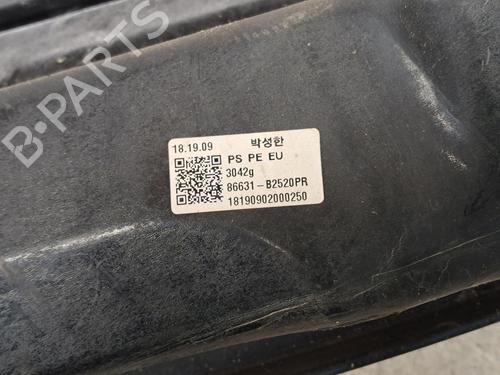 B-PARTS
18.19.09 박성한
PS PE EU
3042g
86631-B2520PR
18190902000250